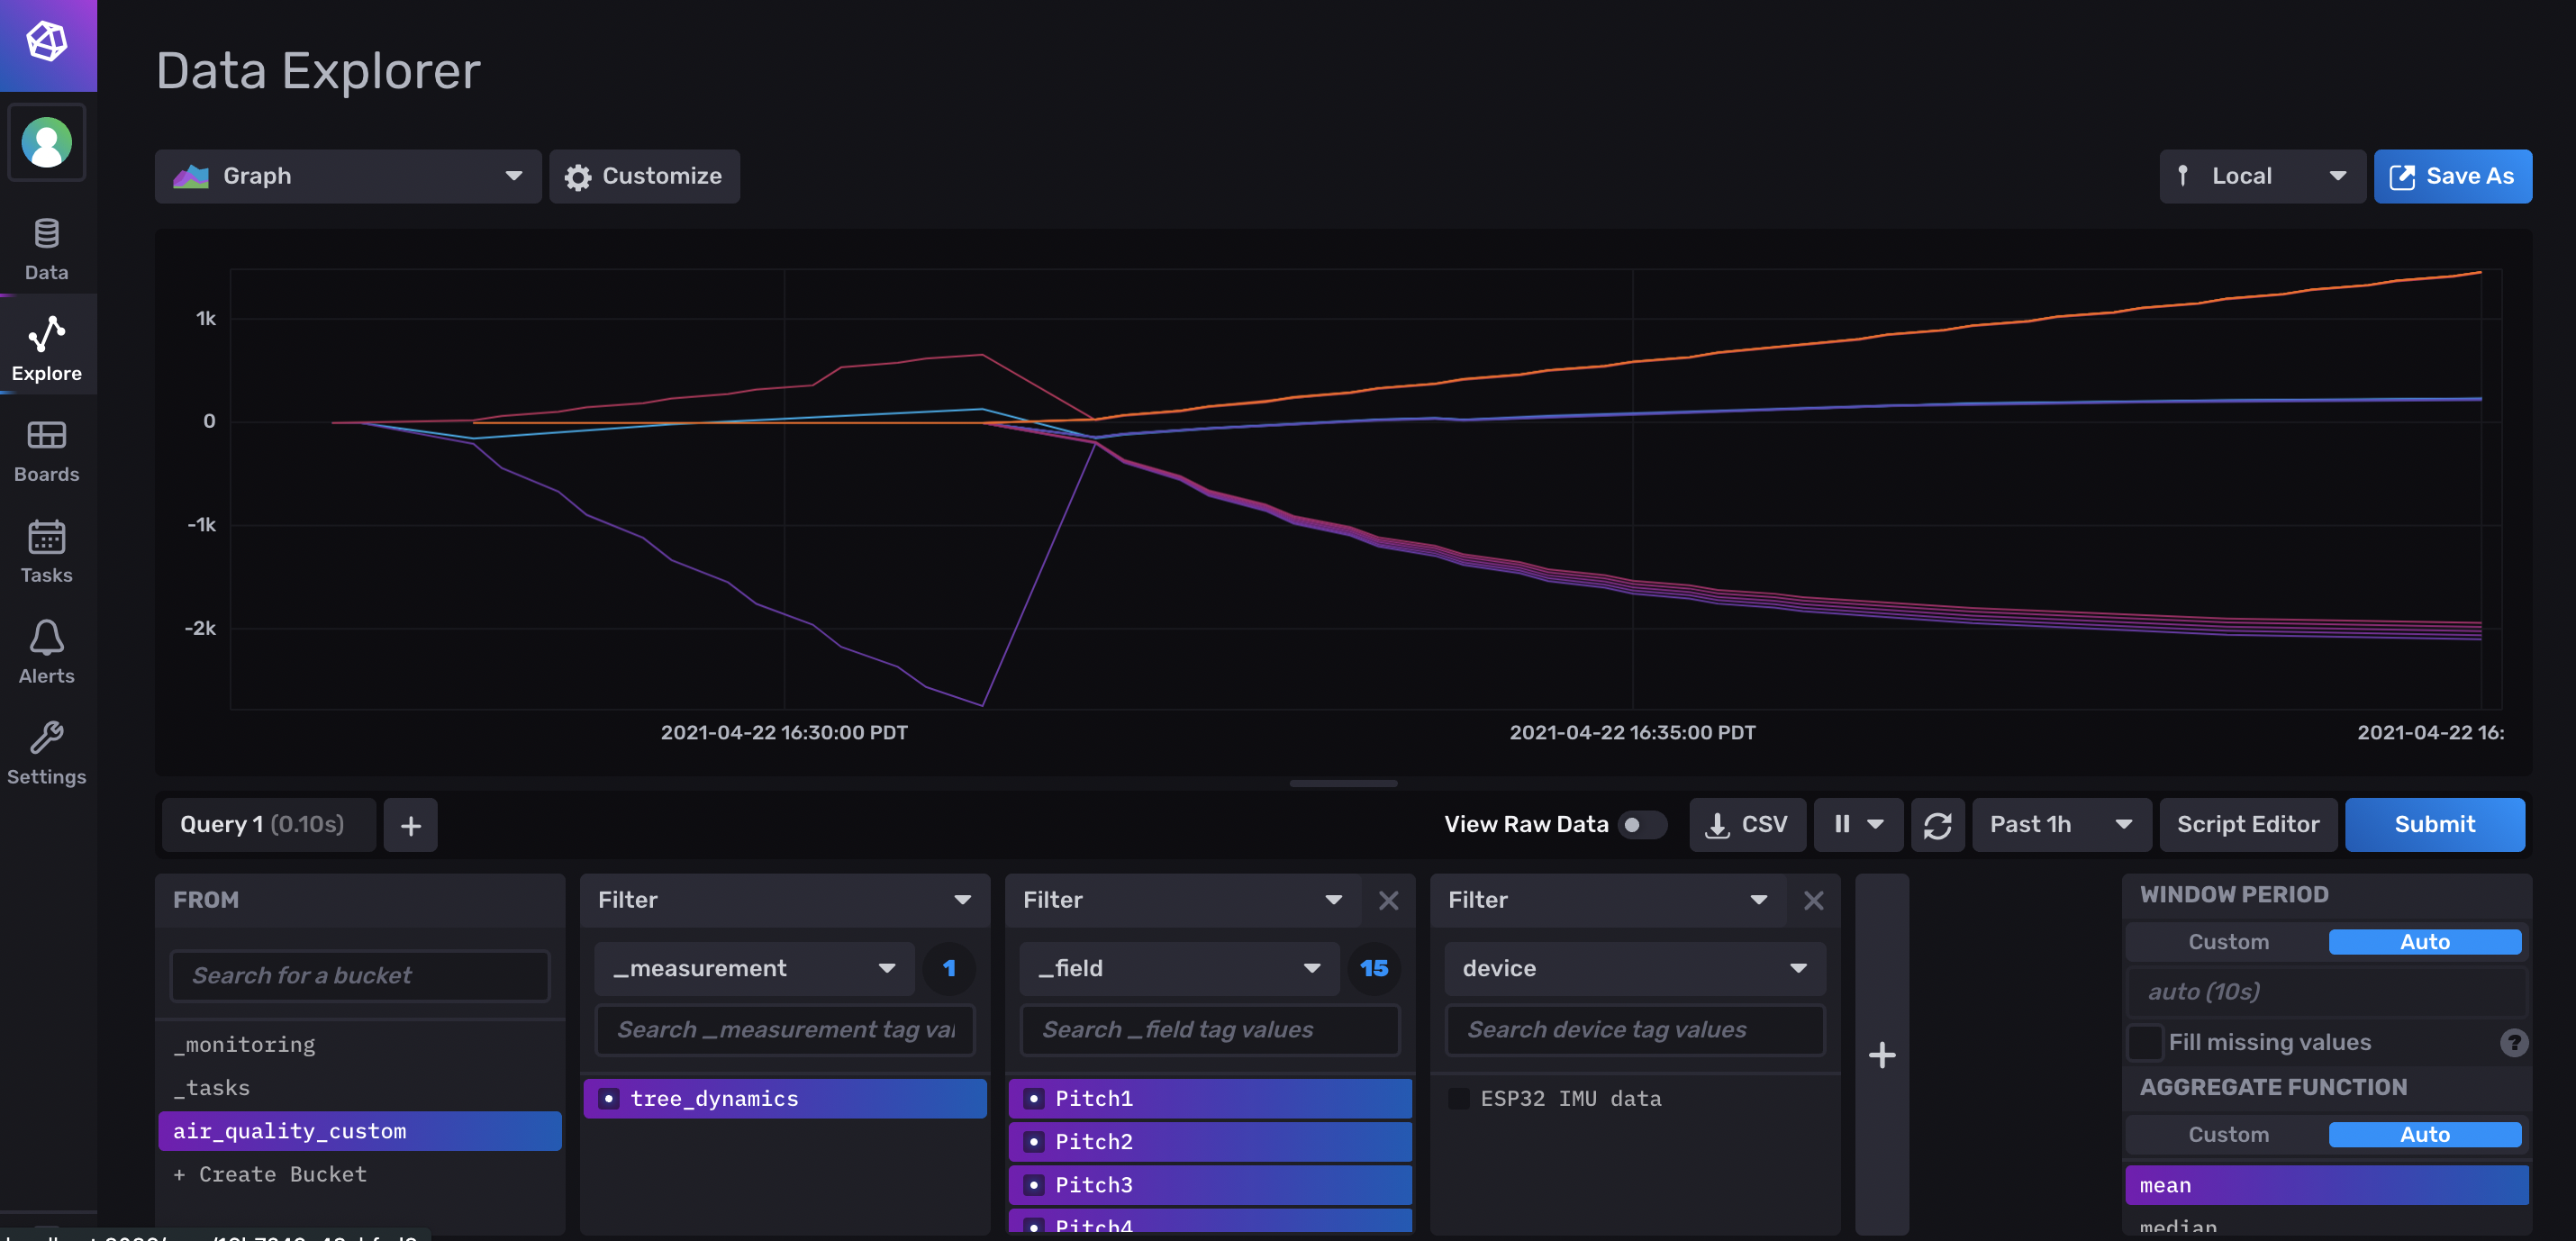 Data Explorer
Graph
Customize
Local
Save As
Data
Explore
Boards
Tasks
Alerts
Settings
1k
0
-1k
-2k
2021-04-22 16:30:00 PDT
2021-04-22 16:35:00 PDT
2021-04-22 16:
Query 1 (0.10s)
+
View Raw Data
CSV
Past 1h
Script Editor
Submit
FROM
Search for a bucket
_monitoring
_tasks
air_quality_custom
+ Create Bucket
Filter
_measurement
1
Search _measurement tag val
tree_dynamics
Filter
_field
15
Search _field tag values
Pitch1
Pitch2
Pitch3
Pitch4
Filter
device
Search device tag values
ESP32 IMU data
+
WINDOW PERIOD
Custom
Auto
auto (10s)
Fill missing values
?
AGGREGATE FUNCTION
Custom
Auto
mean
median